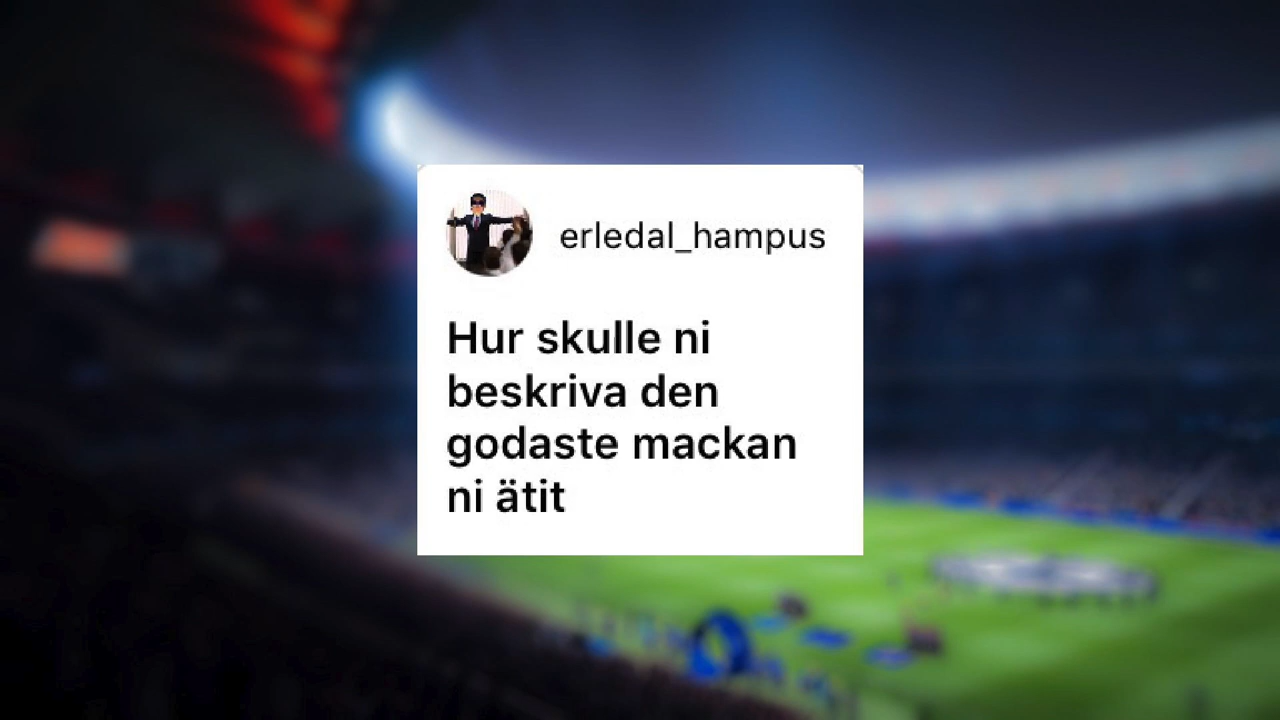 erledal_hampus
Hur skulle ni
beskriva den
godaste mackan
ni ätit